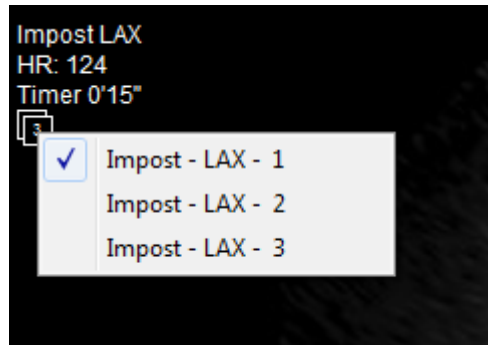 Impost LAX
HR: 124
Timer 0'15"
3
Impost - LAX - 1
Impost - LAX - 2
Impost - LAX - 3